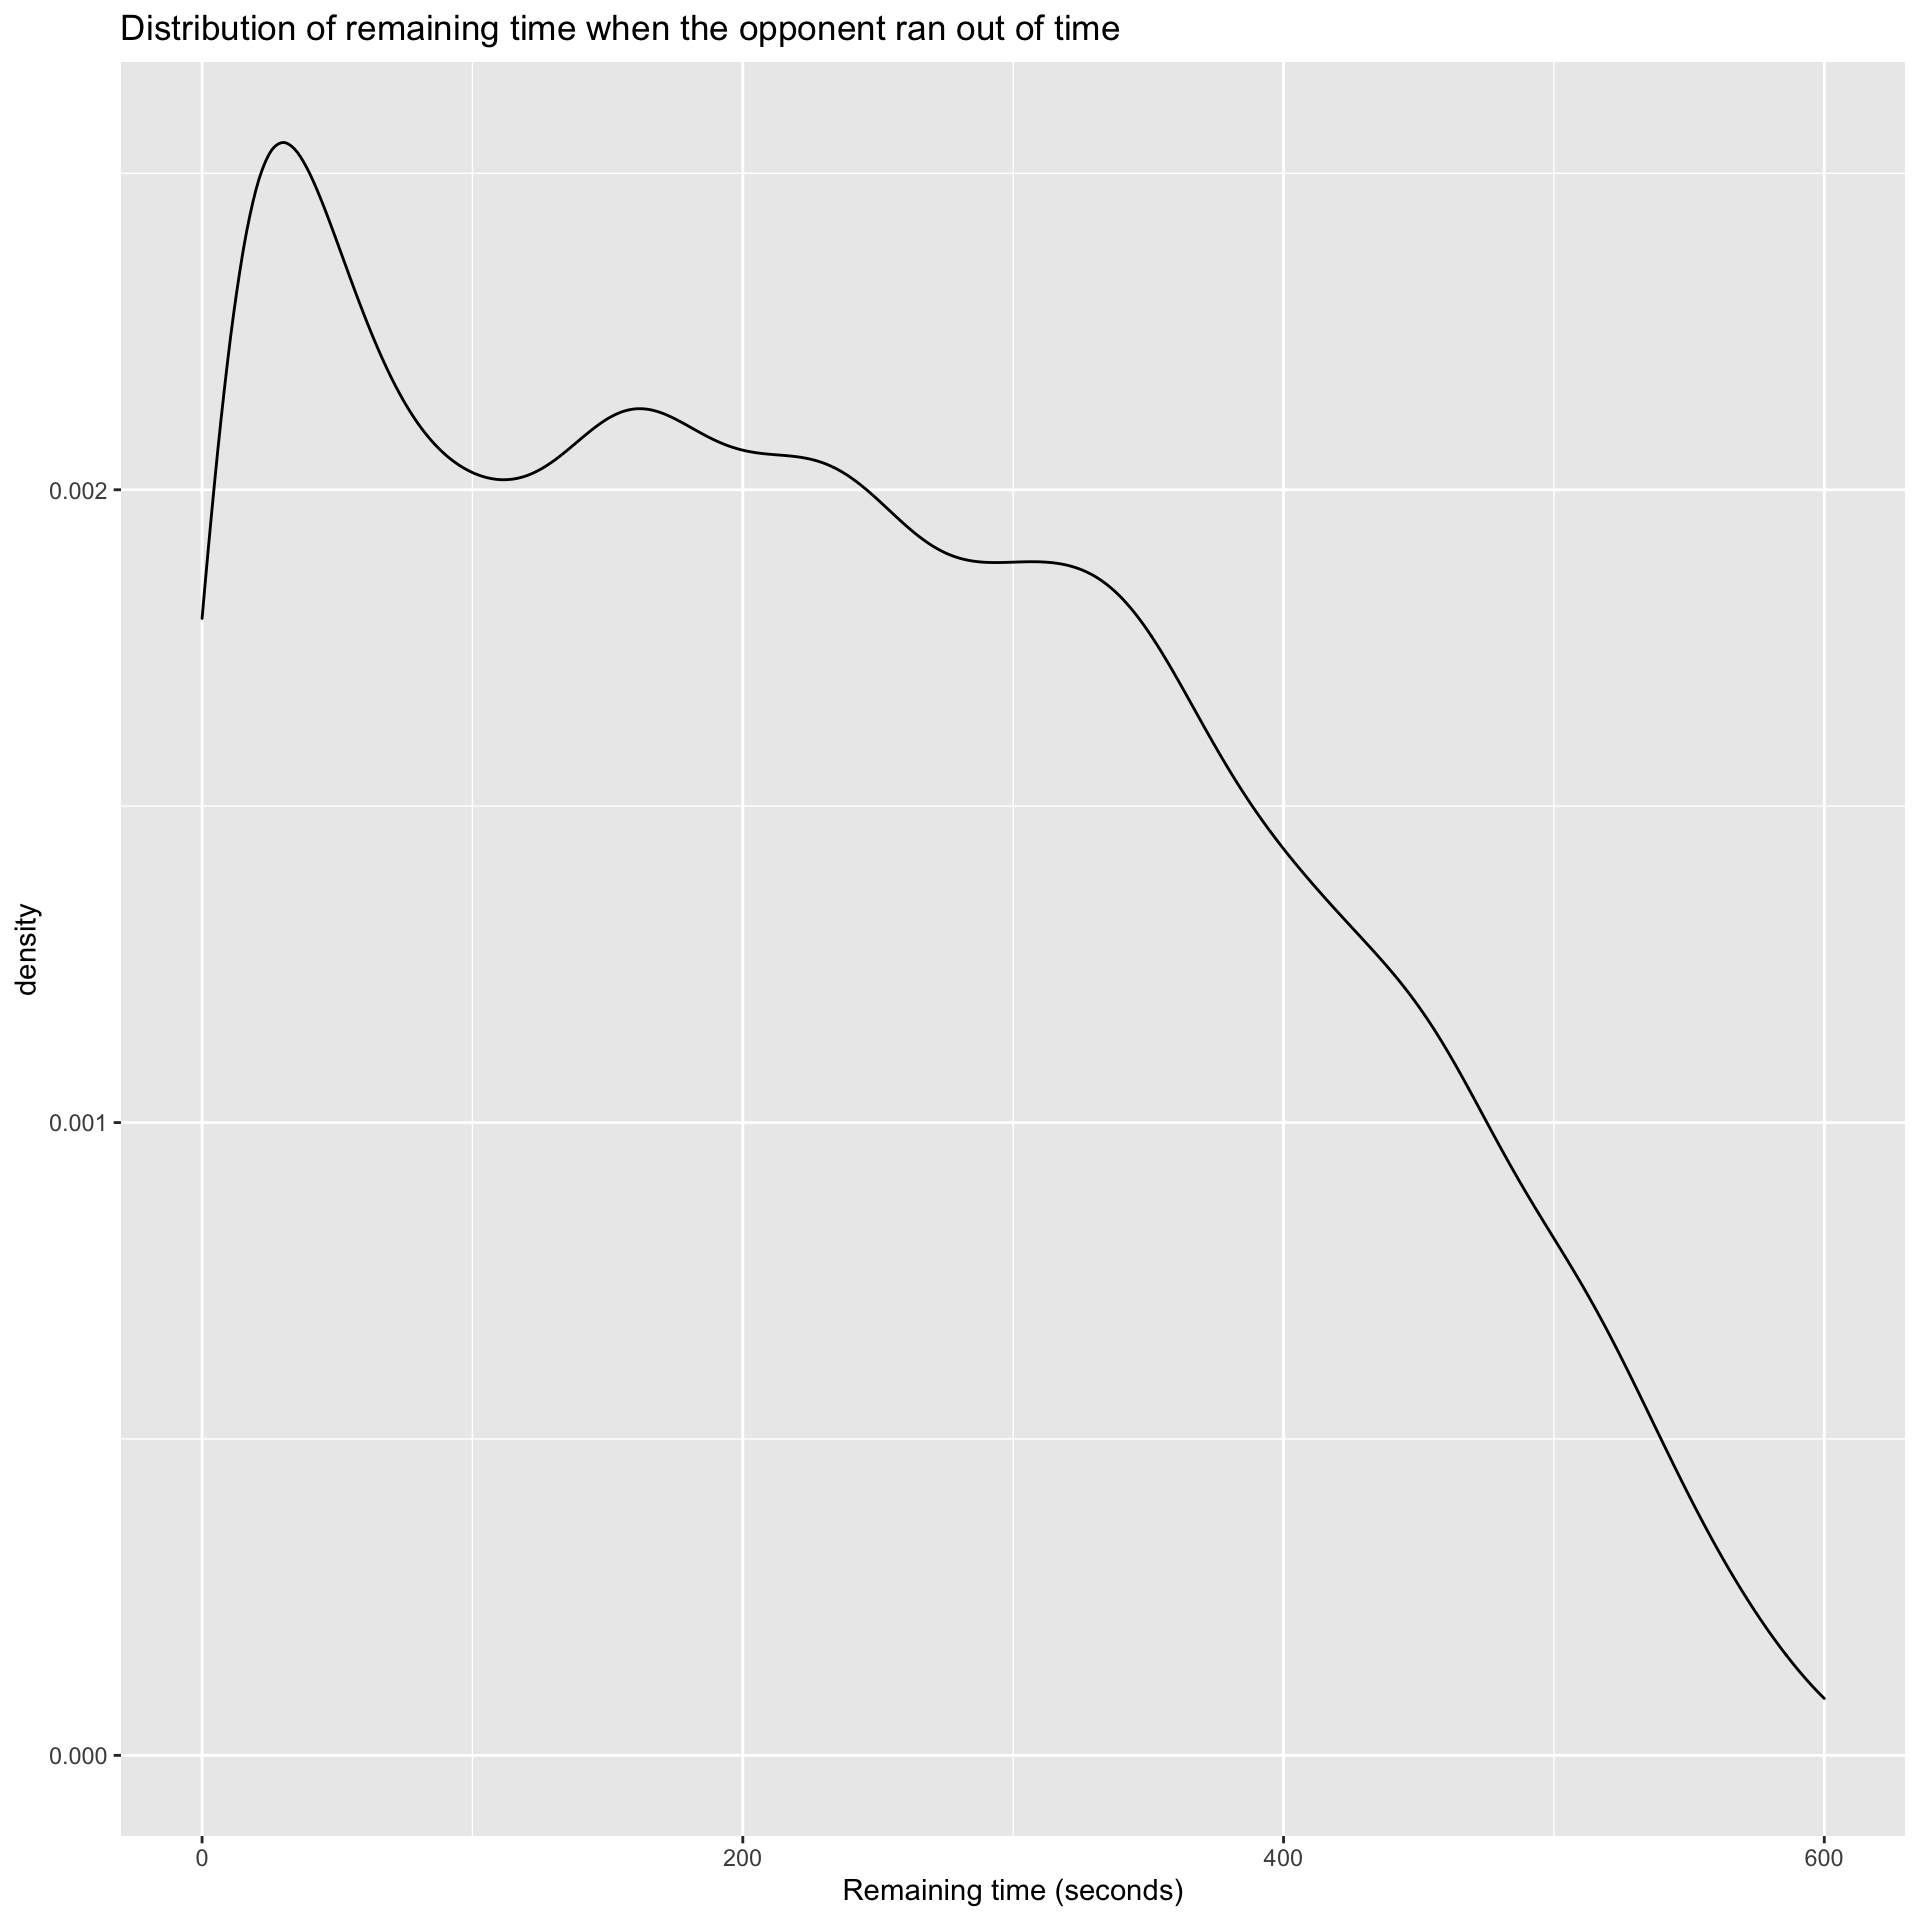 Distribution of remaining time when the opponent ran out of time
density
0.002
0.001
0.000
0 200 400 600
Remaining time (seconds)